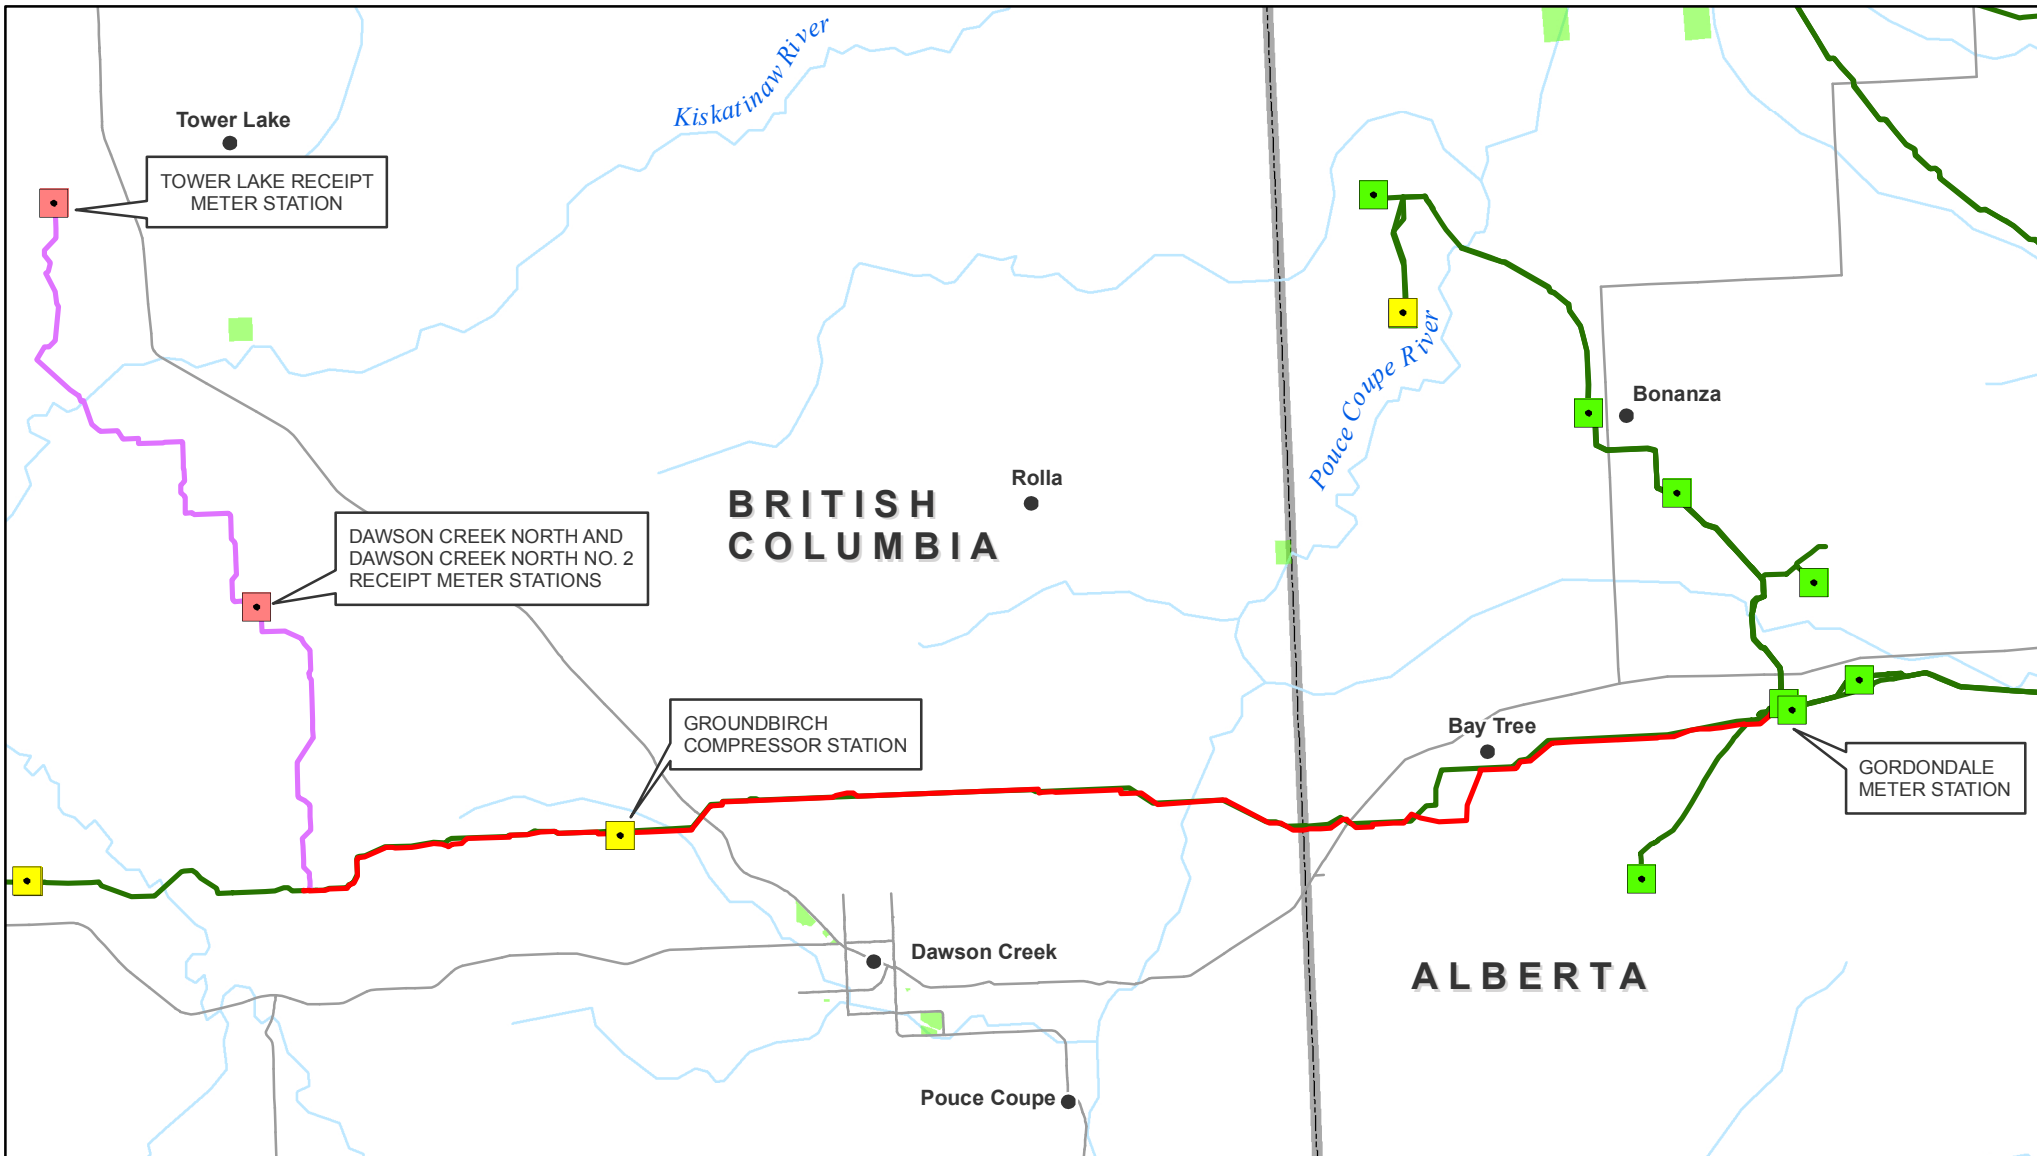 Kiskatinaw River
Tower Lake
TOWER LAKE RECEIPT
METER STATION
Pouce Coupe River
Bonanza
Rolla
BRITISH
COLUMBIA
DAWSON CREEK NORTH AND
DAWSON CREEK NORTH NO. 2
RECEIPT METER STATIONS
GROUNDBIRCH
COMPRESSOR STATION
Bay Tree
GORDONDALE
METER STATION
Dawson Creek
ALBERTA
Pouce Coupe